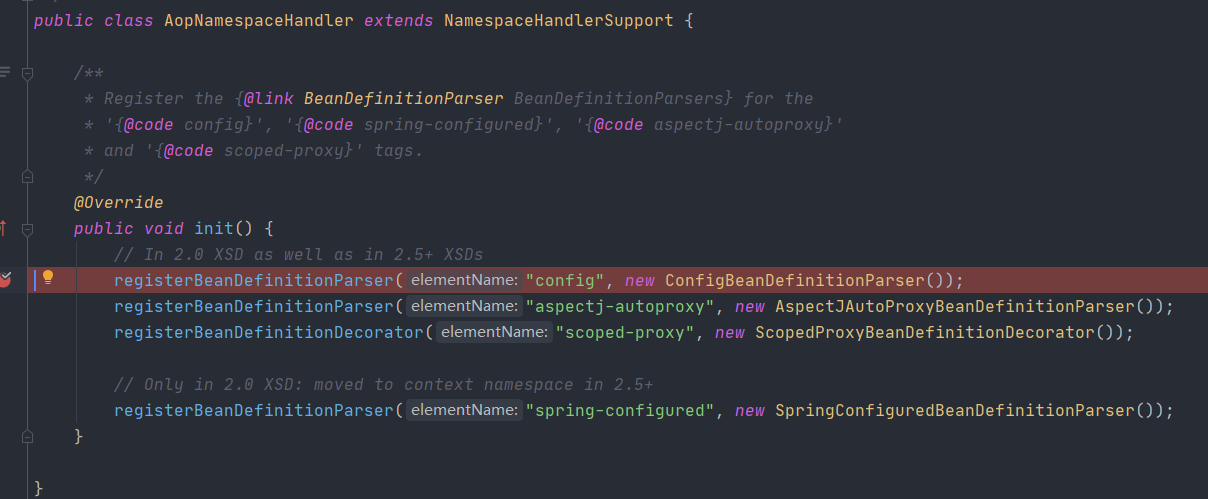 public class AopNamespaceHandler extends NamespaceHandlerSupport {
/**
* Register the {@link BeanDefinitionParser BeanDefinitionParsers} for the
* '{@code config}', '{@code spring-configured}', '{@code aspectj-autoproxy}'
* and '{@code scoped-proxy}' tags.
*/
@Override
public void init() {
// In 2.0 XSD as well as in 2.5+ XSDs
registerBeanDefinitionParser( elementName: "config", new ConfigBeanDefinitionParser());
registerBeanDefinitionParser( elementName: "aspectj-autoproxy", new AspectJAutoProxyBeanDefinitionParser());
registerBeanDefinitionDecorator( elementName: "scoped-proxy", new ScopedProxyBeanDefinitionDecorator());
// Only in 2.0 XSD: moved to context namespace in 2.5+
registerBeanDefinitionParser( elementName: "spring-configured", new SpringConfiguredBeanDefinitionParser());
}
}